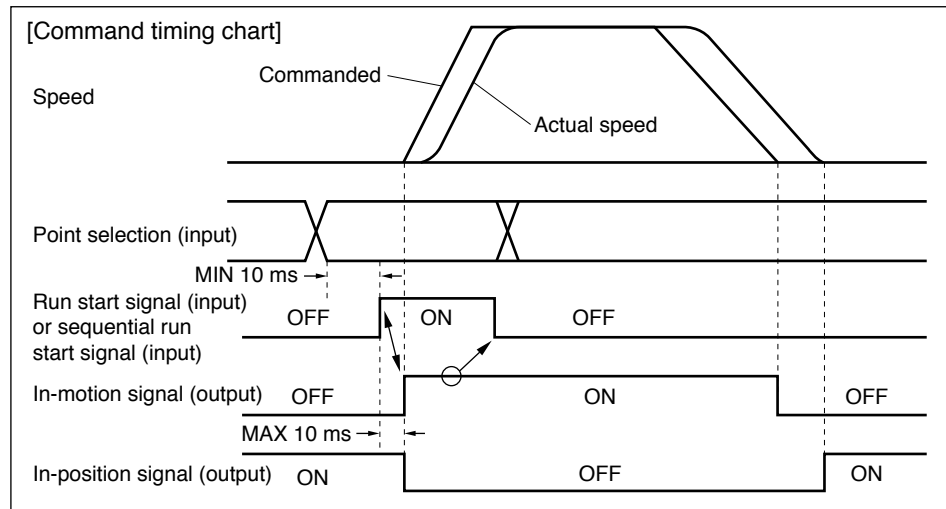 [Command timing chart]
Commanded
Speed
Actual speed
Point selection (input)
MIN 10 ms
Run start signal (input)
or sequential run
start signal (input)
OFF
ON
OFF
In-motion signal (output)
OFF
ON
OFF
MAX 10 ms
In-position signal (output)
ON
OFF
ON